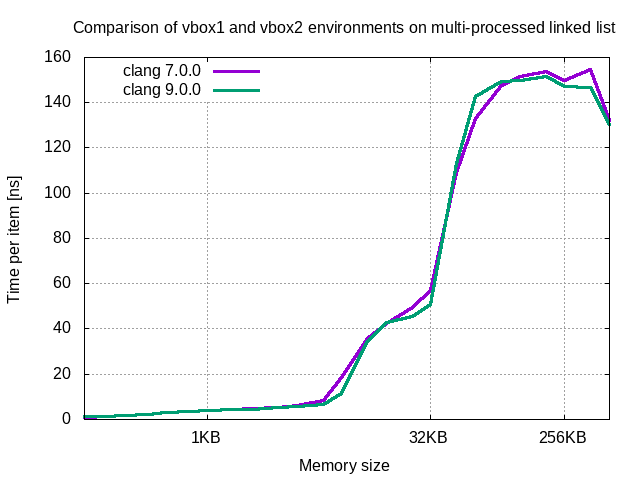 Comparison of vbox1 and vbox2 environments on multi-processed linked list
160
140
120
100
80
60
40
20
0
clang 7.0.0
clang 9.0.0
Time per item [ns]
1KB 32KB 256KB
Memory size